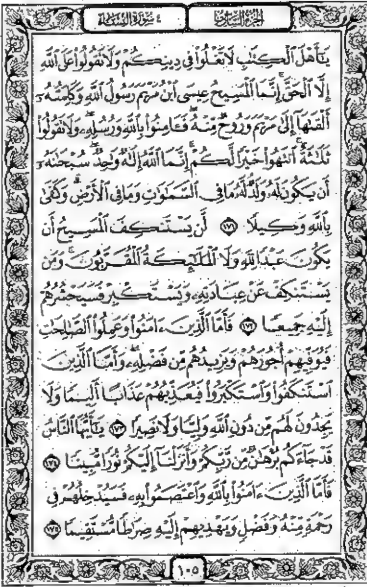 الجزء السادس ٤ سورة النساء
يَٰٓأَهْلَ ٱلْكِتَٰبِ لَا تَغْلُوا۟ فِى دِينِكُمْ وَلَا تَقُولُوا۟ عَلَى ٱللَّهِ
إِلَّا ٱلْحَقَّ ۚ إِنَّمَا ٱلْمَسِيحُ عِيسَى ٱبْنُ مَرْيَمَ رَسُولُ ٱللَّهِ وَكَلِمَتُهُۥٓ
أَلْقَىٰهَآ إِلَىٰ مَرْيَمَ وَرُوحٌ مِّنْهُ ۖ فَـَٔامِنُوا۟ بِٱللَّهِ وَرُسُلِهِۦ ۖ وَلَا تَقُولُوا۟
ثَلَٰثَةٌ ۚ ٱنتَهُوا۟ خَيْرًا لَّكُمْ ۚ إِنَّمَا ٱللَّهُ إِلَٰهٌ وَٰحِدٌ ۖ سُبْحَٰنَهُۥٓ
أَن يَكُونَ لَهُۥ وَلَدٌ ۘ لَّهُۥ مَا فِى ٱلسَّمَٰوَٰتِ وَمَا فِى ٱلْأَرْضِ ۗ وَكَفَىٰ
بِٱللَّهِ وَكِيلًا ١٧١ لَّن يَسْتَنكِفَ ٱلْمَسِيحُ أَن
يَكُونَ عَبْدًا لِّلَّهِ وَلَا ٱلْمَلَٰٓئِكَةُ ٱلْمُقَرَّبُونَ ۚ وَمَن
يَسْتَنكِفْ عَنْ عِبَادَتِهِۦ وَيَسْتَكْبِرْ فَسَيَحْشُرُهُمْ
إِلَيْهِ جَمِيعًا ١٧٢ فَأَمَّا ٱلَّذِينَ ءَامَنُوا۟ وَعَمِلُوا۟ ٱلصَّٰلِحَٰتِ
فَيُوَفِّيهِمْ أُجُورَهُمْ وَيَزِيدُهُم مِّن فَضْلِهِۦ ۖ وَأَمَّا ٱلَّذِينَ
ٱسْتَنكَفُوا۟ وَٱسْتَكْبَرُوا۟ فَيُعَذِّبُهُمْ عَذَابًا أَلِيمًا وَلَا
يَجِدُونَ لَهُم مِّن دُونِ ٱللَّهِ وَلِيًّا وَلَا نَصِيرًا ١٧٣ يَٰٓأَيُّهَا ٱلنَّاسُ
قَدْ جَآءَكُم بُرْهَٰنٌ مِّن رَّبِّكُمْ وَأَنزَلْنَآ إِلَيْكُمْ نُورًا مُّبِينًا ١٧٤
فَأَمَّا ٱلَّذِينَ ءَامَنُوا۟ بِٱللَّهِ وَٱعْتَصَمُوا۟ بِهِۦ فَسَيُدْخِلُهُمْ فِى
رَحْمَةٍ مِّنْهُ وَفَضْلٍ وَيَهْدِيهِمْ إِلَيْهِ صِرَٰطًا مُّسْتَقِيمًا ١٧٥
١٠٥